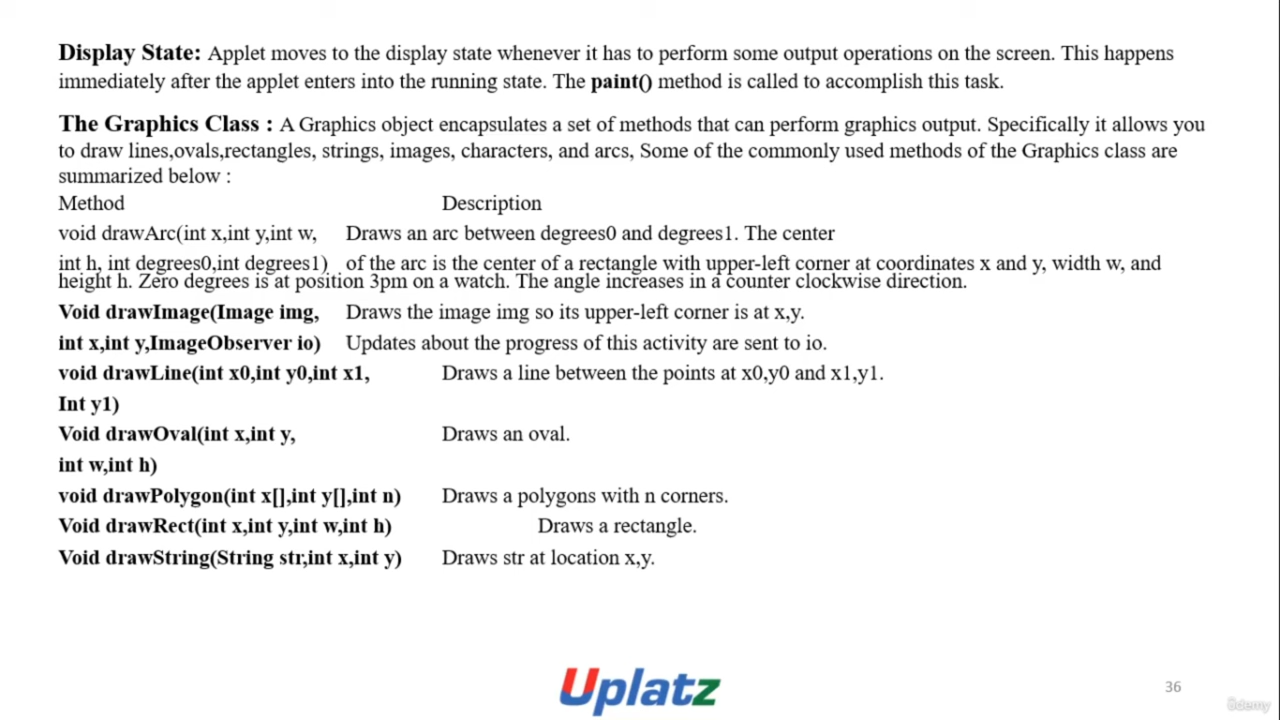 Display State: Applet moves to the display state whenever it has to perform some output operations on the screen. This happens
immediately after the applet enters into the running state. The paint() method is called to accomplish this task.
The Graphics Class : A Graphics object encapsulates a set of methods that can perform graphics output. Specifically it allows you
to draw lines,ovals,rectangles, strings, images, characters, and arcs, Some of the commonly used methods of the Graphics class are
summarized below :
Method Description
void drawArc(int x,int y,int w, Draws an arc between degrees0 and degrees1. The center
int h, int degrees0,int degrees1) of the arc is the center of a rectangle with upper-left corner at coordinates x and y, width w, and
height h. Zero degrees is at position 3pm on a watch. The angle increases in a counter clockwise direction.
Void drawImage(Image img, Draws the image img so its upper-left corner is at x,y.
int x,int y,ImageObserver io) Updates about the progress of this activity are sent to io.
void drawLine(int x0,int y0,int x1, Draws a line between the points at x0,y0 and x1,y1.
Int y1)
Void drawOval(int x,int y, Draws an oval.
int w,int h)
void drawPolygon(int x[],int y[],int n) Draws a polygons with n corners.
Void drawRect(int x,int y,int w,int h) Draws a rectangle.
Void drawString(String str,int x,int y) Draws str at location x,y.
Uplatz
36
ûdemy